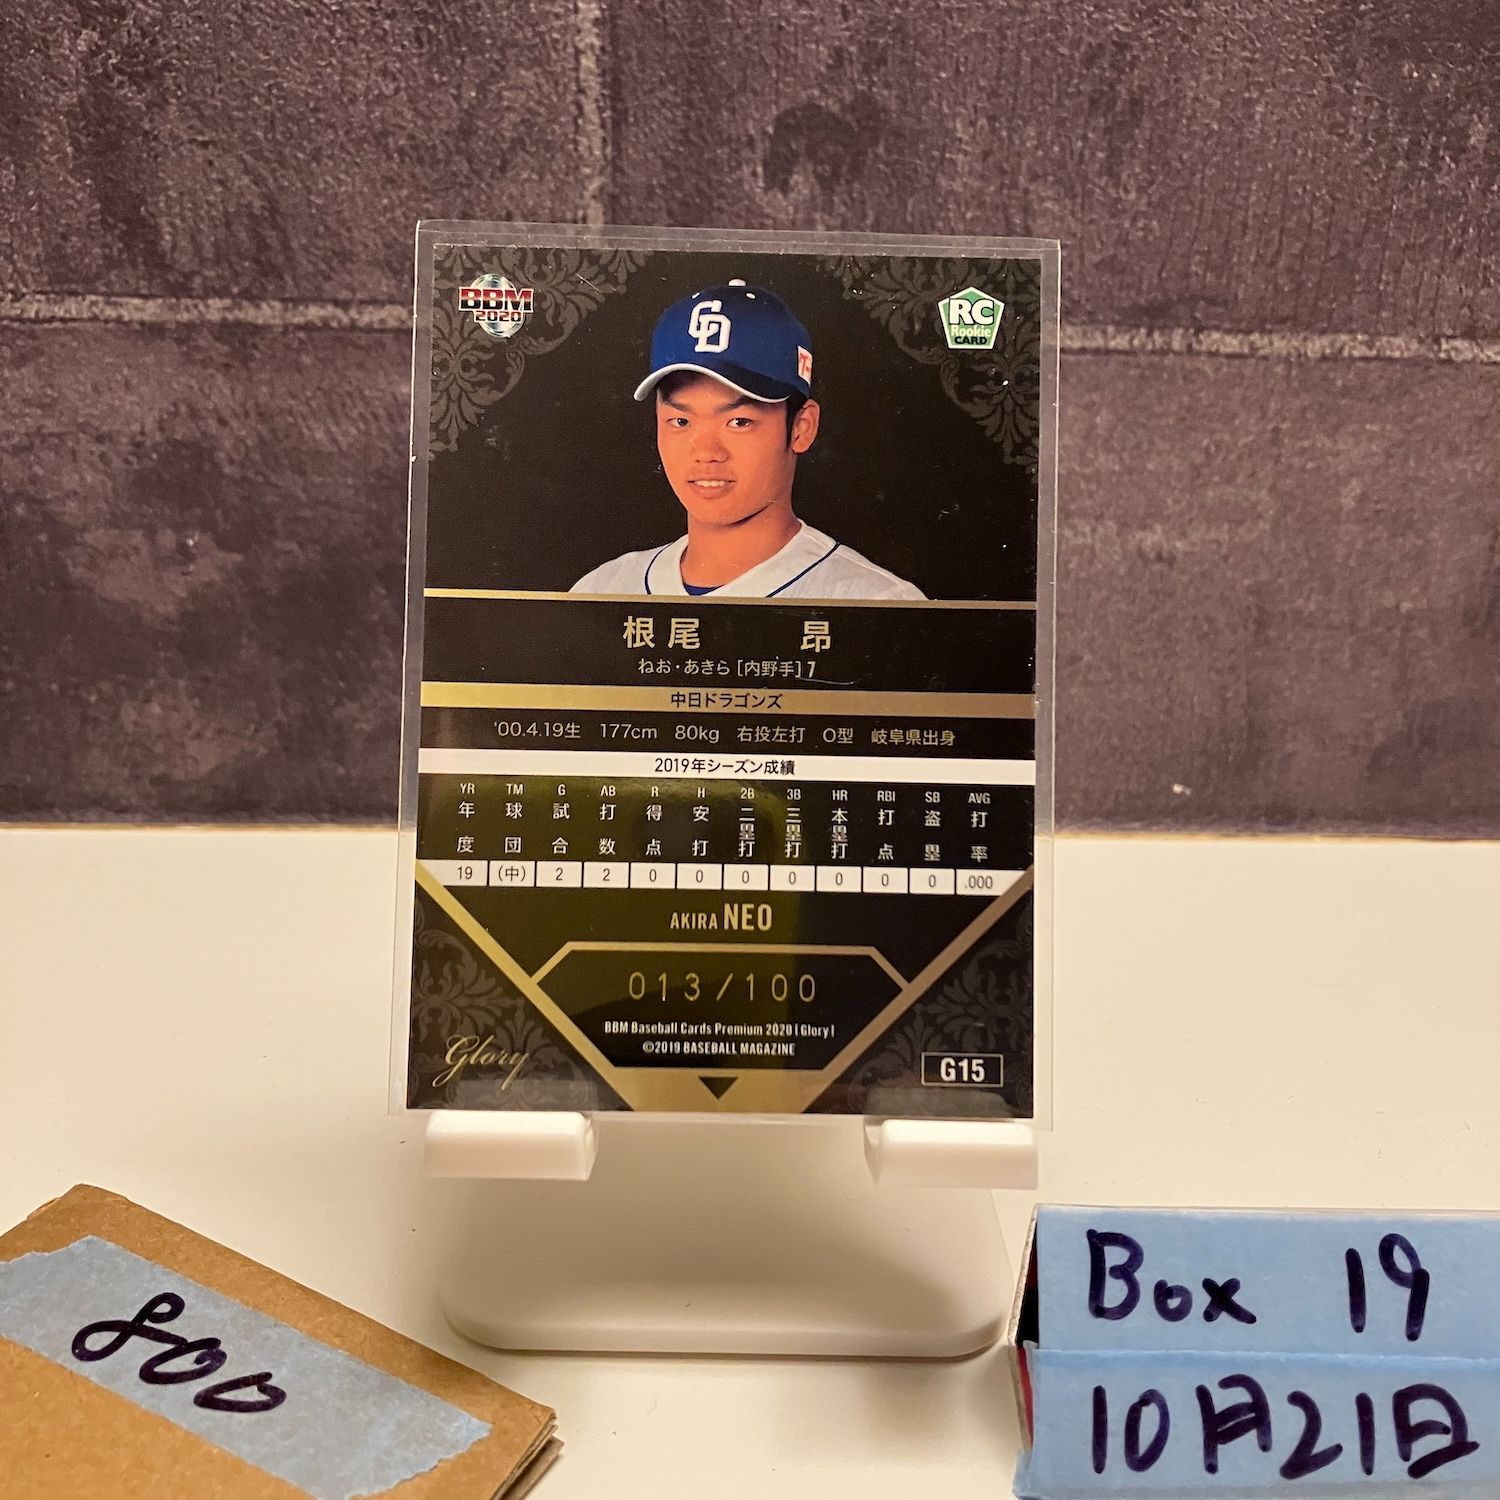 BBM
2020
RC
Rookie
CARD
CD
根尾 昂
ねお・あきら [内野手] 7
中日ドラゴンズ
'00.4.19生 177cm 80kg 右投左打 O型 岐阜県出身
2019年シーズン成績
YR TM G AB R H 2B 3B HR RBI SB AVG
年度 球団 試合 打数 得点 安打 二塁打 三塁打 本塁打 打点 盗塁 打率
19 (中) 2 2 0 0 0 0 0 0 0 .000
AKIRA NEO
013/100
BBM Baseball Cards Premium 2020 [Glory]
©2019 BASEBALL MAGAZINE
Glory
G15
800
Box 19
10月21日